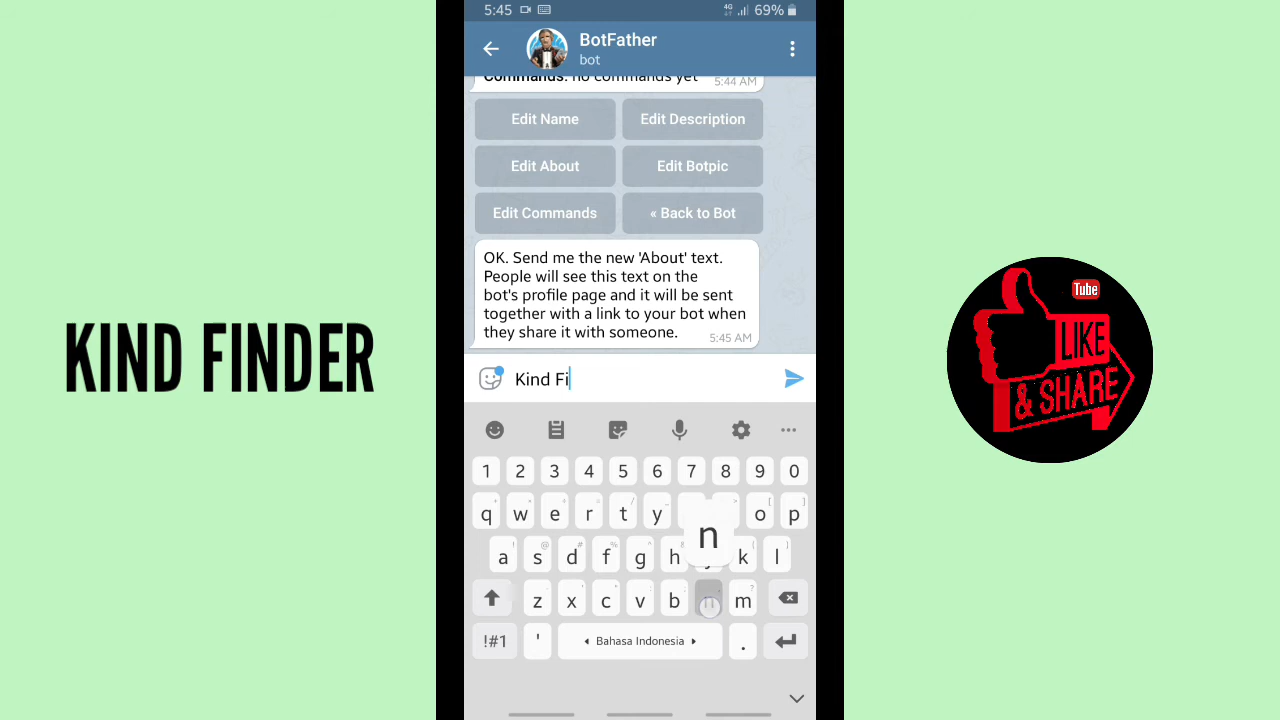 5:45
4G
69%
BotFather
bot
Commands: no commands yet
5:44 AM
Edit Name
Edit Description
Edit About
Edit Botpic
Edit Commands
« Back to Bot
OK. Send me the new 'About' text.
People will see this text on the
bot's profile page and it will be sent
together with a link to your bot when
they share it with someone.
5:45 AM
Kind Fi
1 2 3 4 5 6 7 8 9 0
q w e r t y o p
n
a s d f g h k l
z x c v b n m
!#1 ' Bahasa Indonesia .
KIND FINDER
Tube
LIKE
& SHARE